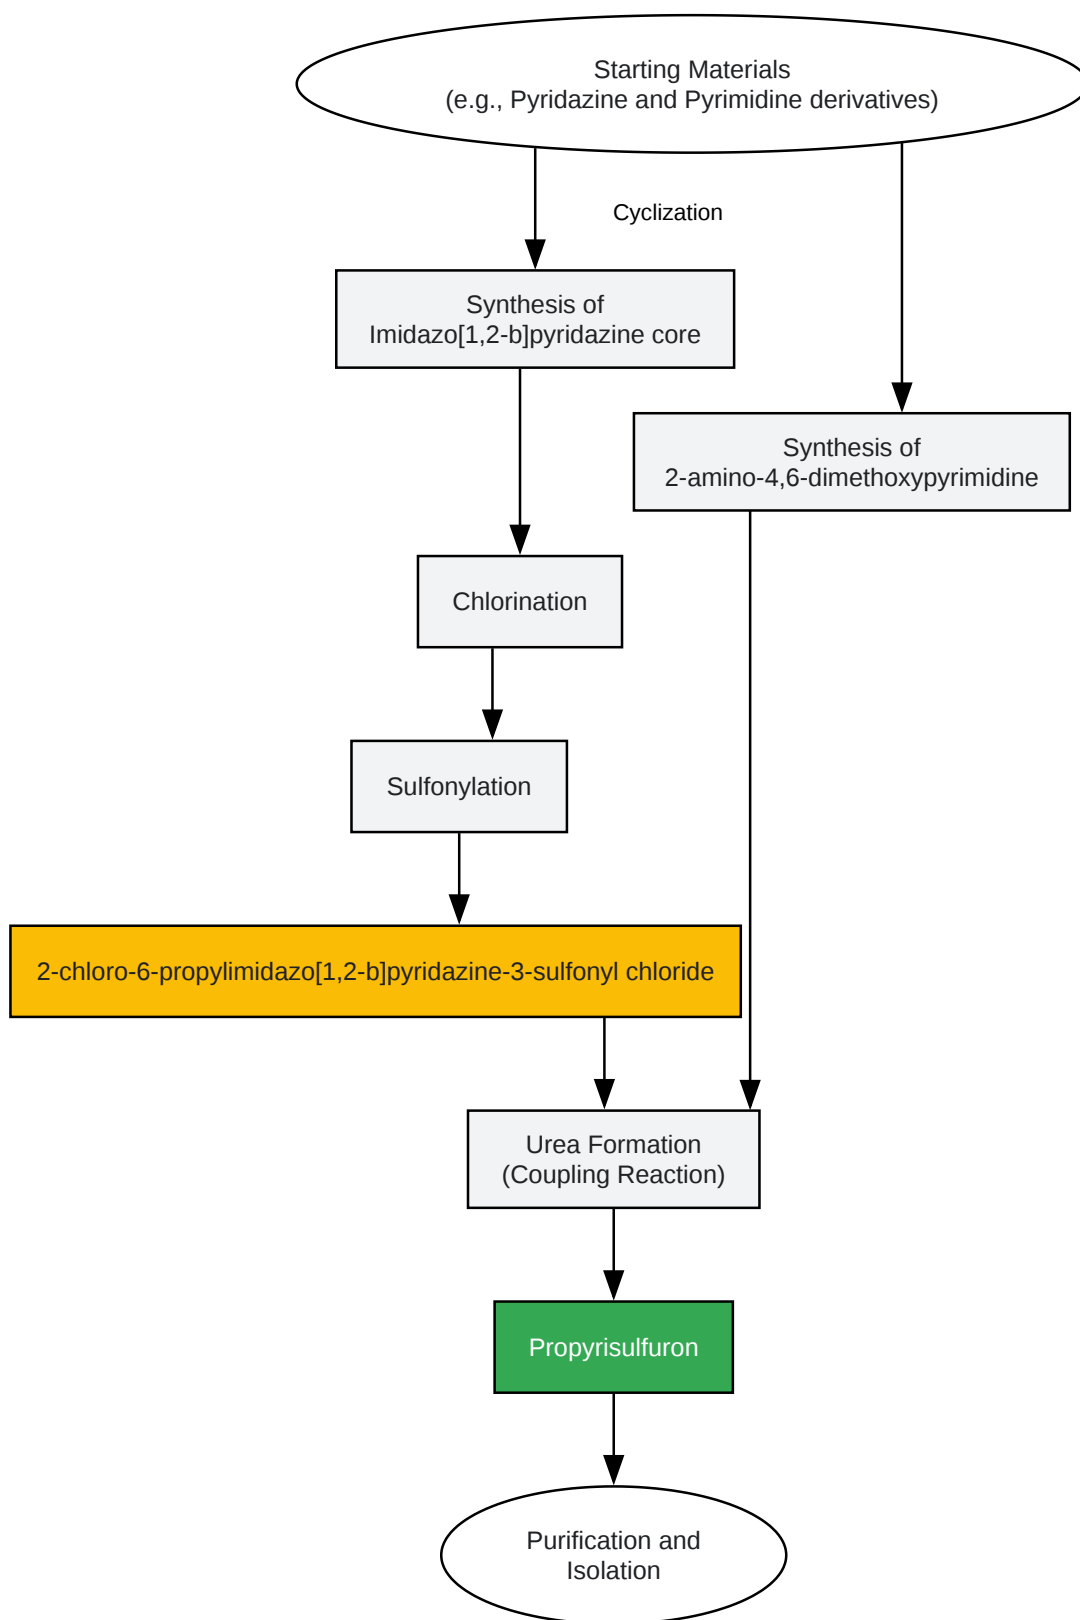 Starting Materials
(e.g., Pyridazine and Pyrimidine derivatives)
Cyclization
Synthesis of
Imidazo[1,2-b]pyridazine core
Synthesis of
2-amino-4,6-dimethoxypyrimidine
Chlorination
Sulfonylation
2-chloro-6-propylimidazo[1,2-b]pyridazine-3-sulfonyl chloride
Urea Formation
(Coupling Reaction)
Propyrisulfuron
Purification and
Isolation